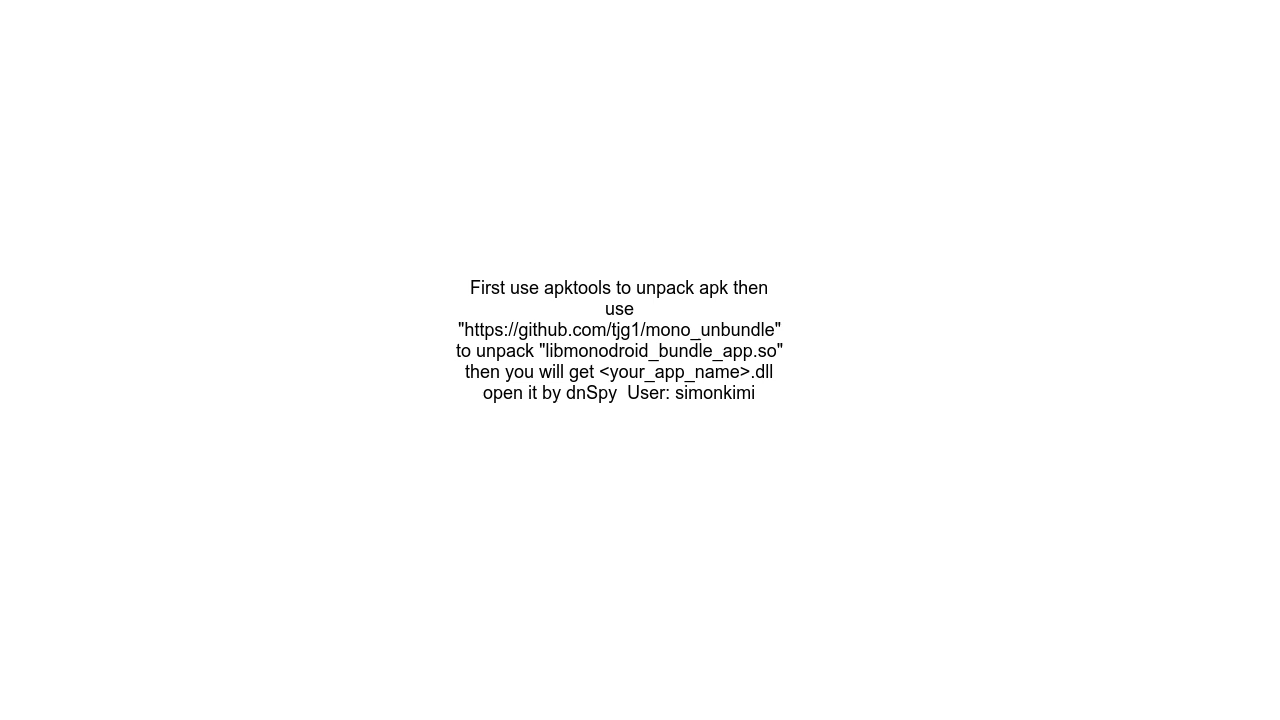 First use apktools to unpack apk then
use
"https://github.com/tjg1/mono_unbundle"
to unpack "libmonodroid_bundle_app.so"
then you will get <your_app_name>.dll
open it by dnSpy  User: simonkimi